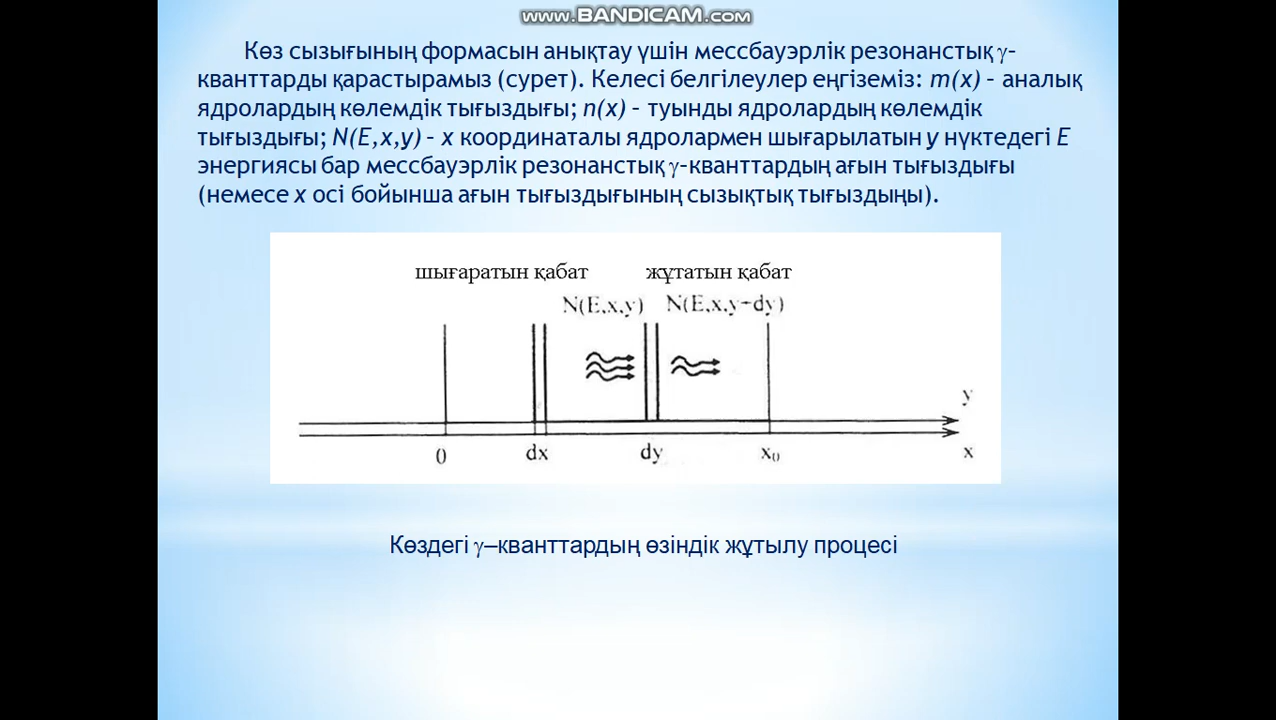 www.BANDICAM.com
Көз сызығының формасын анықтау үшін мессбауэрлік резонанстық γ–
кванттарды қарастырамыз (сурет). Келесі белгілеулер еңгіземіз: m(x) – аналық
ядролардың көлемдік тығыздығы; n(x) – туынды ядролардың көлемдік
тығыздығы; N(E,x,y) – x координаталы ядролармен шығарылатын y нүктедегі E
энергиясы бар мессбауэрлік резонанстық γ–кванттардың ағын тығыздығы
(немесе x осі бойынша ағын тығыздығының сызықтық тығыздыңы).
шығаратын қабат жұтатын қабат
N(E,x,y) N(E,x,y+dy)
y
0 dx dy x₀ x
Көздегі γ–кванттардың өзіндік жұтылу процесі